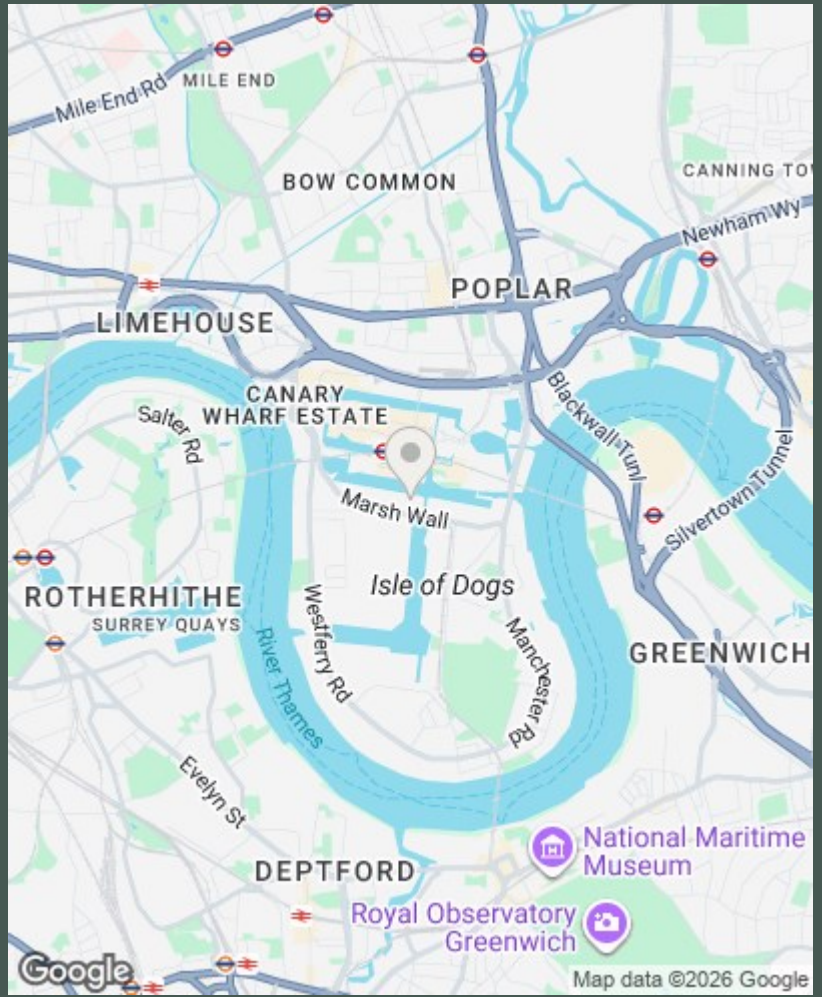 MILE END
Mile End Rd
BOW COMMON
CANNING TO
Newham Wy
POPLAR
LIMEHOUSE
CANARY
WHARF ESTATE
Salter Rd
Blackwall Tunl
Silvertown Tunnel
Marsh Wall
Isle of Dogs
ROTHERHITHE
SURREY QUAYS
Westferry Rd
River Thames
Manchester Rd
GREENWICH
Evelyn St
National Maritime
Museum
DEPTFORD
Royal Observatory
Greenwich
Google
Map data ©2026 Google